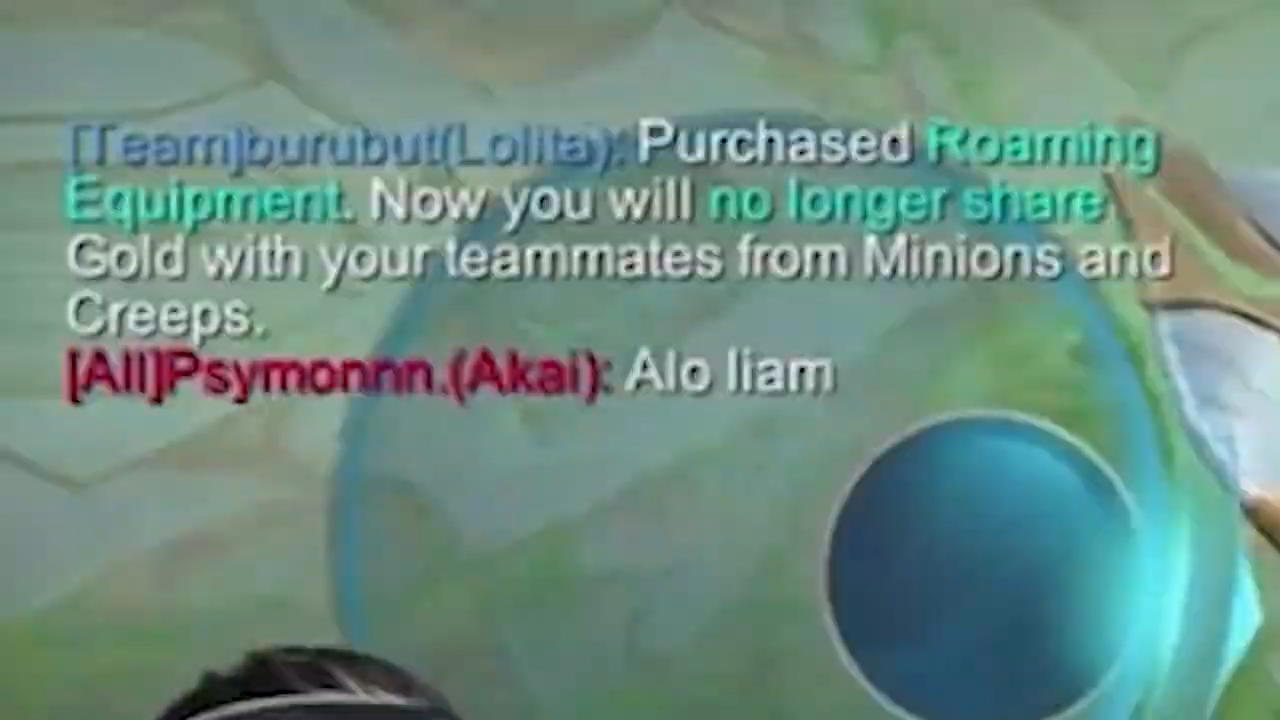 [Team]burubut(Lolita): Purchased Roaming
Equipment. Now you will no longer share
Gold with your teammates from Minions and
Creeps.
[All]Psymonnn.(Akai): Alo liam